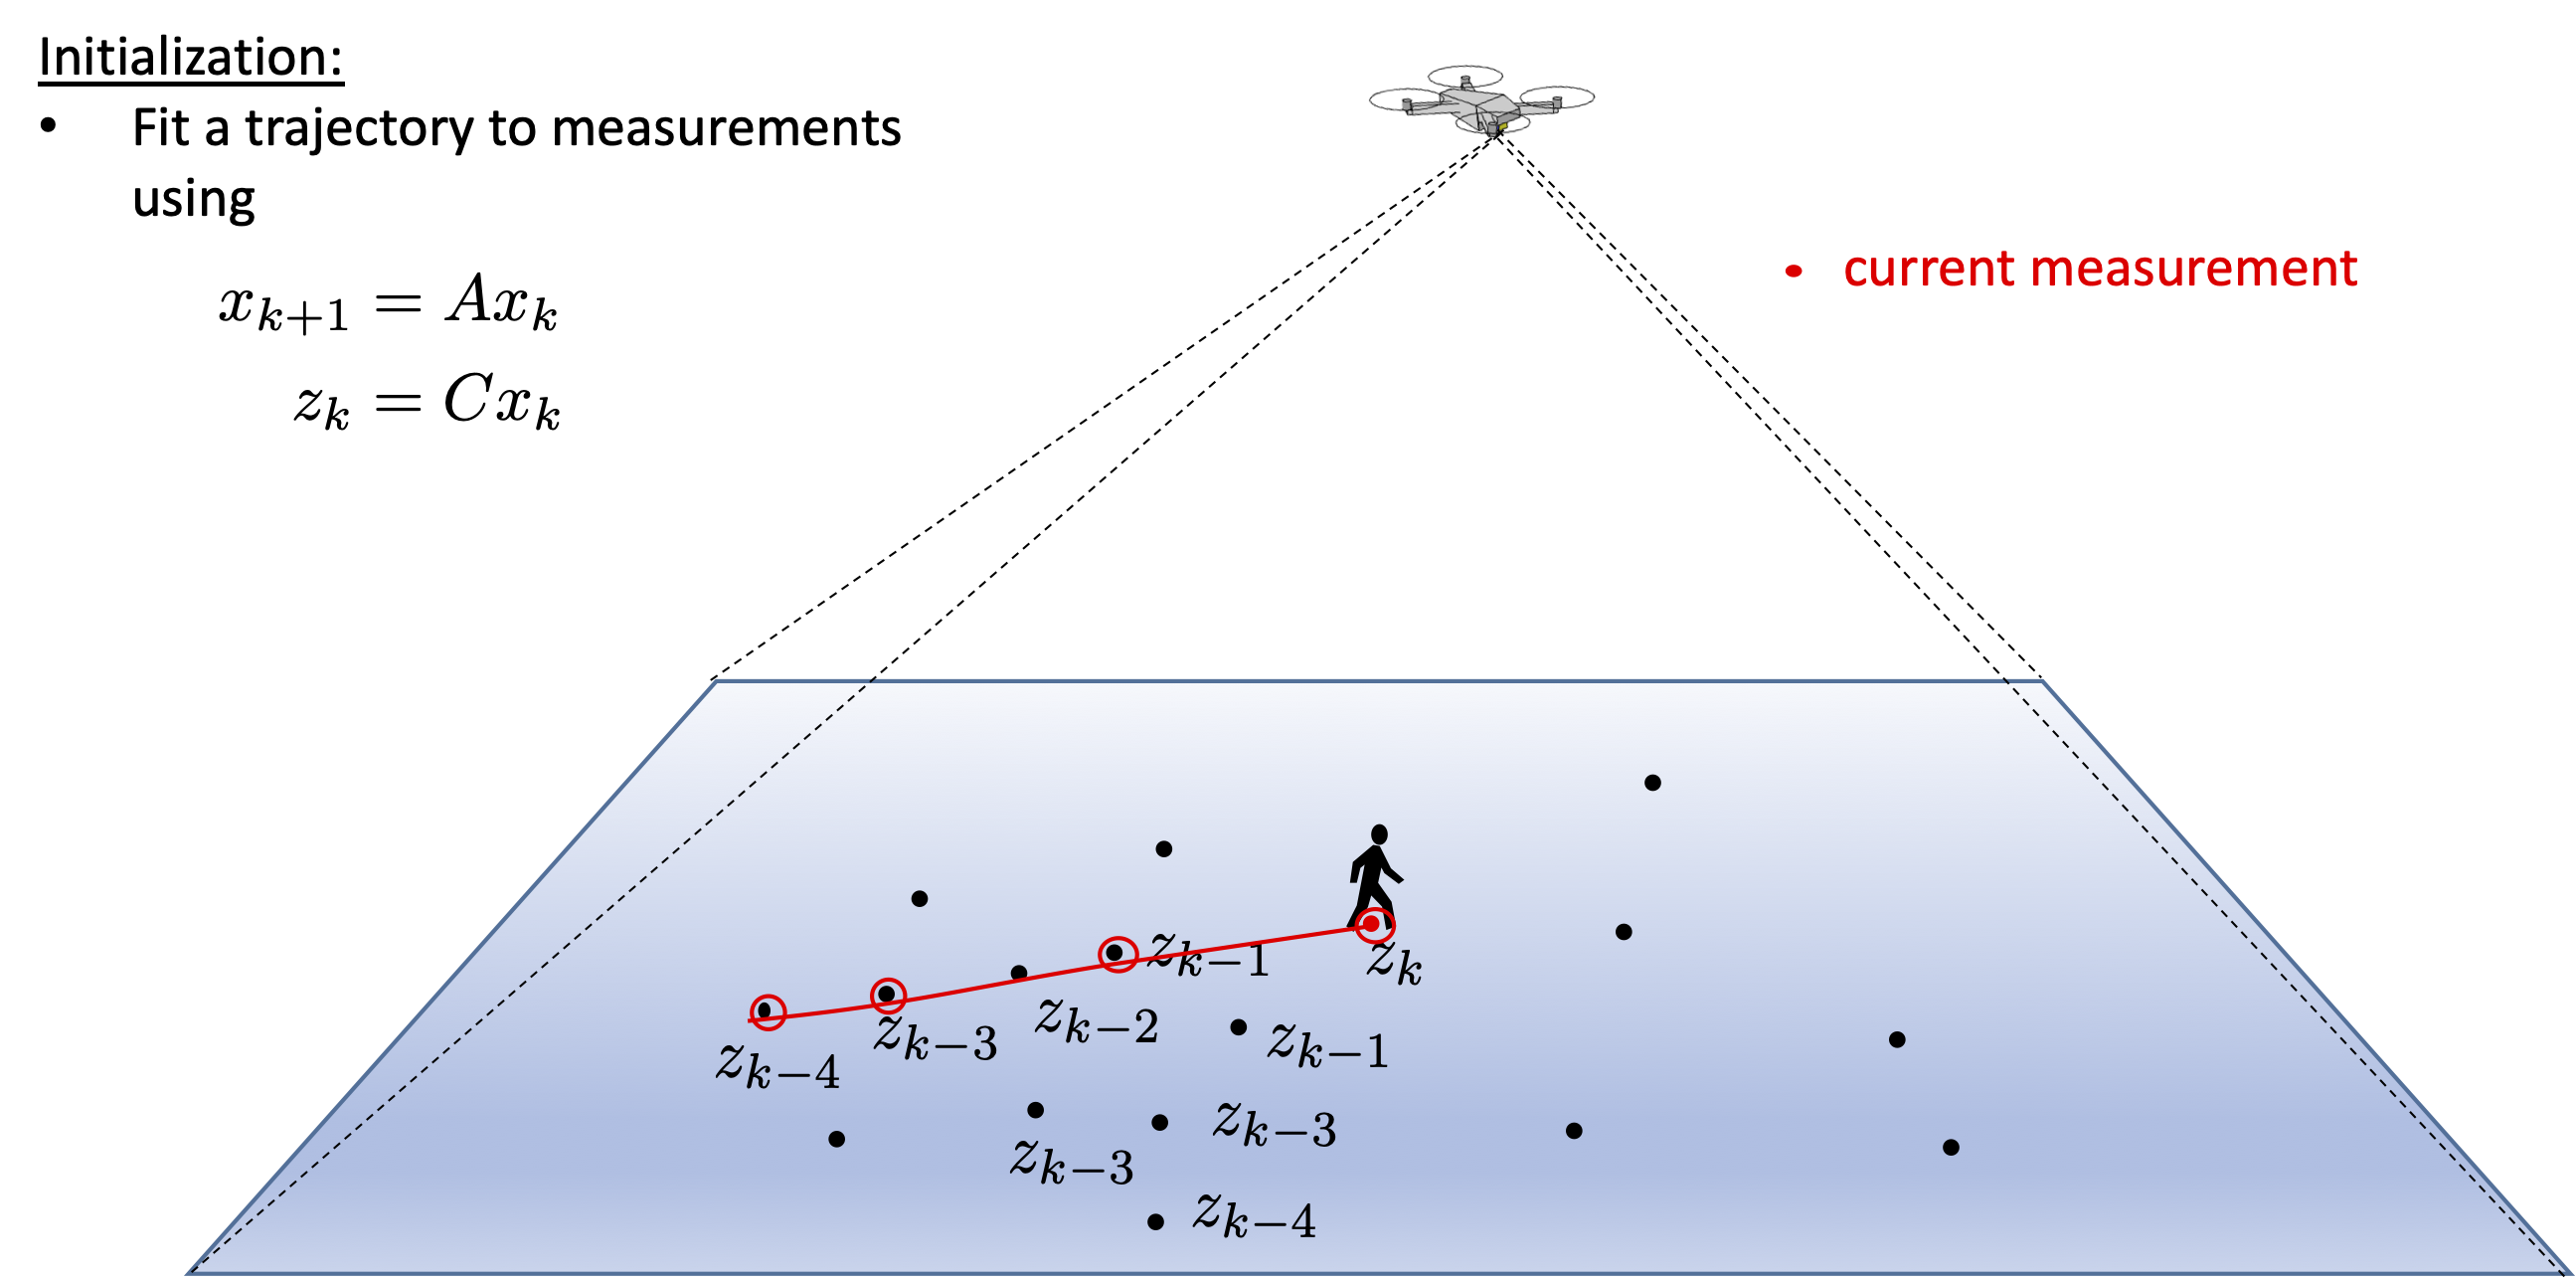 Initialization:
• Fit a trajectory to measurements
using
x_{k+1} = Ax_k
z_k = Cx_k
• current measurement
z_{k-1}
z_k
z_{k-4}
z_{k-3}
z_{k-2}
z_{k-1}
z_{k-3}
z_{k-3}
z_{k-4}